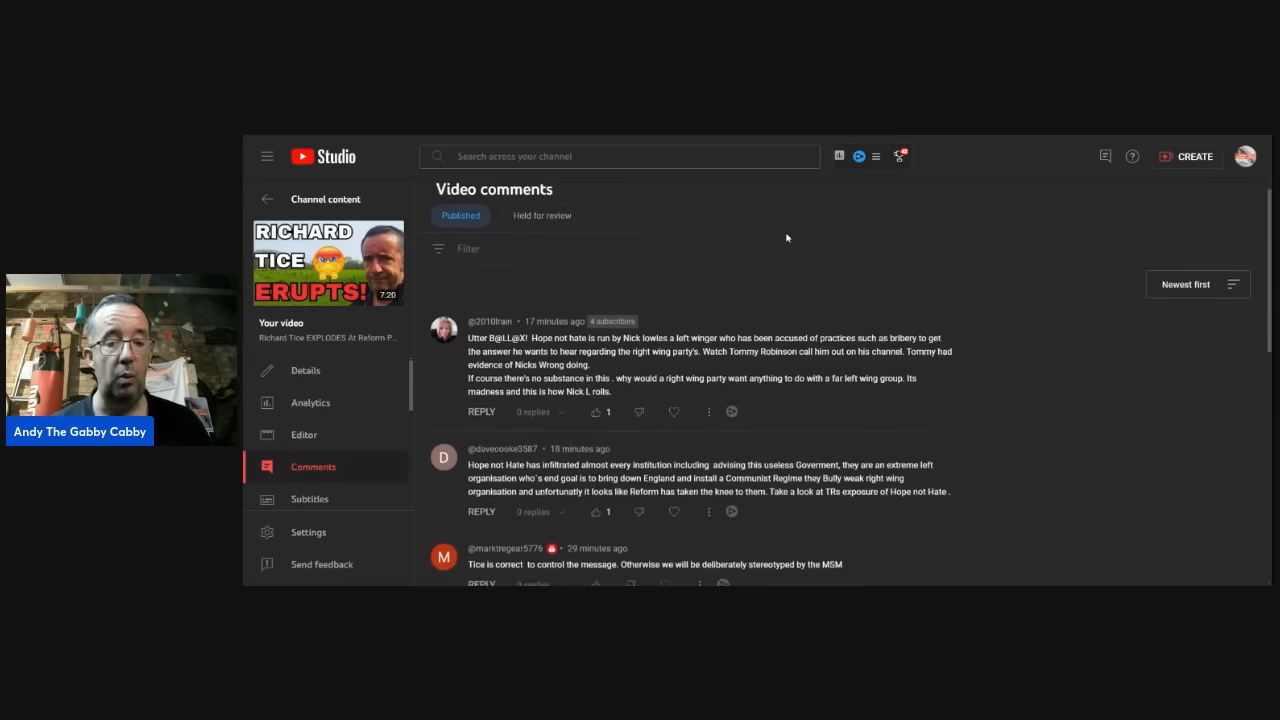 Studio
Search across your channel
CREATE
Channel content
RICHARD
TICE
ERUPTS!
7:20
Your video
Richard Tice EXPLODES At Reform P...
Details
Analytics
Editor
Comments
Subtitles
Settings
Send feedback
Video comments
Published
Held for review
Filter
Newest first
@2010lrain • 17 minutes ago 4 subscribers
Utter B@LL@X! Hope not hate is run by Nick lowles a left winger who has been accused of practices such as bribery to get
the answer he wants to hear regarding the right wing party's. Watch Tommy Robinson call him out on his channel. Tommy had
evidence of Nicks Wrong doing.
If course there's no substance in this . why would a right wing party want anything to do with a far left wing group. Its
madness and this is how Nick L rolls.
REPLY 0 replies 1
D
@davecooke3587 • 18 minutes ago
Hope not Hate has infiltrated almost every institution including advising this useless Goverment, they are an extreme left
organisation who`s end goal is to bring down England and install a Communist Regime they Bully weak right wing
organisation and unfortunatly it looks like Reform has taken the knee to them. Take a look at TRs exposure of Hope not Hate .
REPLY 0 replies 1
M
@marktregear5776 • 29 minutes ago
Tice is correct to control the message. Otherwise we will be deliberately stereotyped by the MSM
REPLY 0 replies
Andy The Gabby Cabby